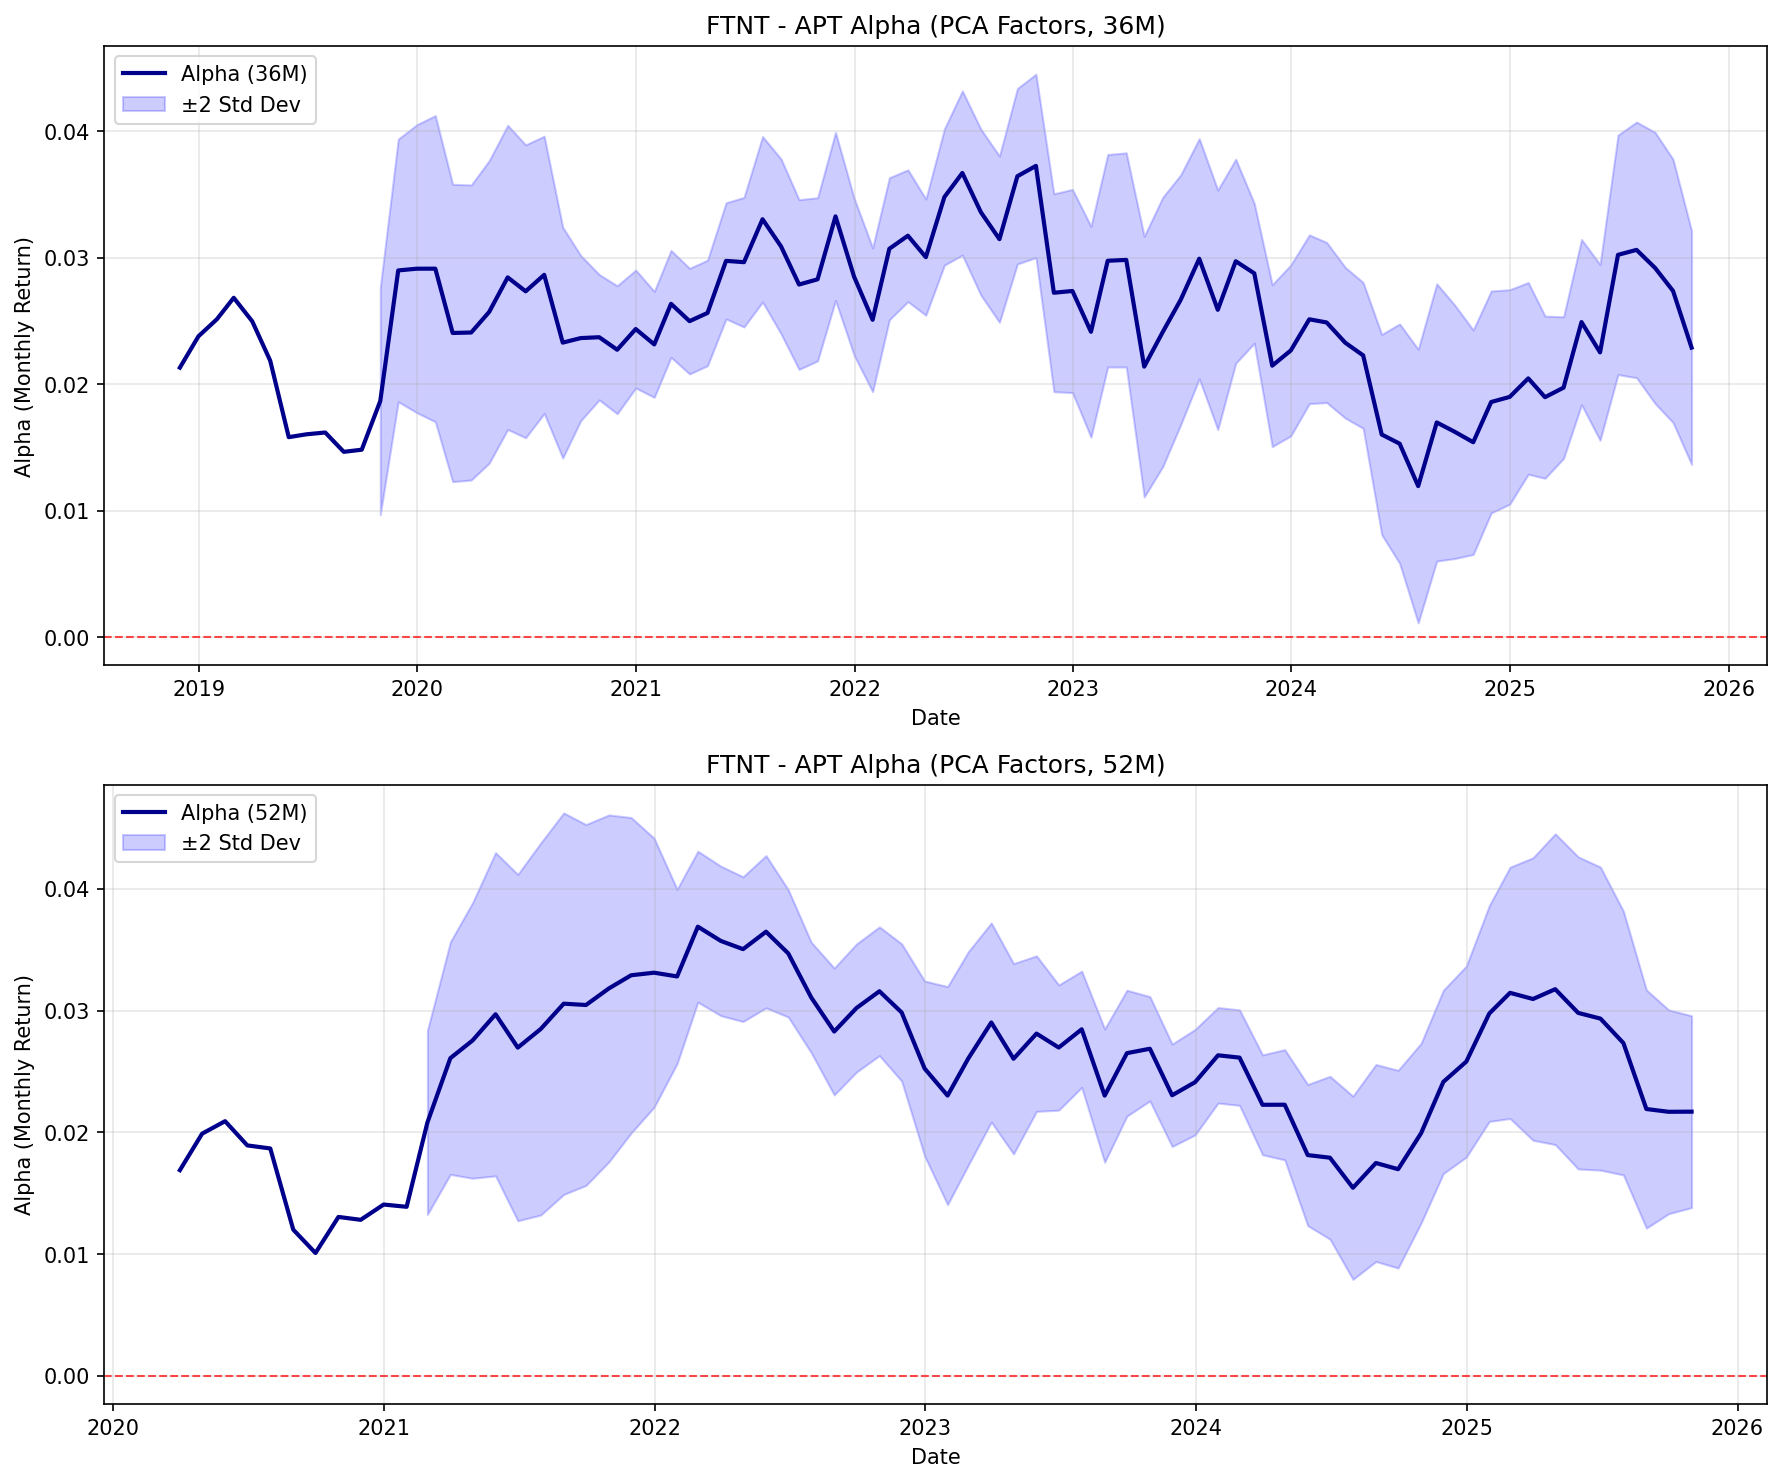 FTNT - APT Alpha (PCA Factors, 36M)
Alpha (36M)
±2 Std Dev
Alpha (Monthly Return)
0.04
0.03
0.02
0.01
0.00
2019 2020 2021 2022 2023 2024 2025 2026
Date
FTNT - APT Alpha (PCA Factors, 52M)
Alpha (52M)
±2 Std Dev
Alpha (Monthly Return)
0.04
0.03
0.02
0.01
0.00
2020 2021 2022 2023 2024 2025 2026
Date